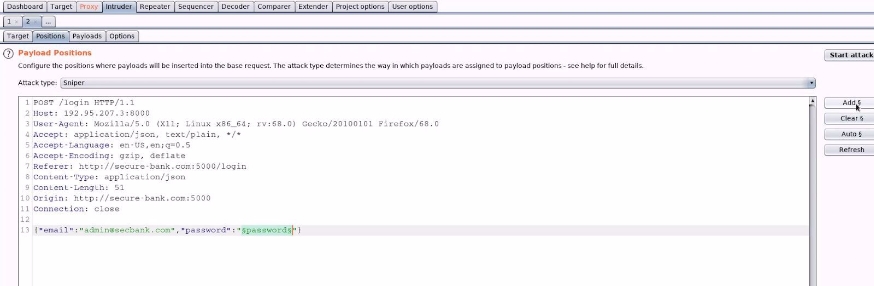 Dashboard Target Proxy Intruder Repeater Sequencer Decoder Comparer Extender Project options User options
1 × 2 × ...
Target Positions Payloads Options
? Payload Positions
Start attack
Configure the positions where payloads will be inserted into the base request. The attack type determines the way in which payloads are assigned to payload positions - see help for full details.
Attack type: Sniper
Add §
Clear §
Auto §
Refresh
1 POST /login HTTP/1.1
2 Host: 192.95.207.3:8000
3 User-Agent: Mozilla/5.0 (X11; Linux x86_64; rv:68.0) Gecko/20100101 Firefox/68.0
4 Accept: application/json, text/plain, */*
5 Accept-Language: en-US,en;q=0.5
6 Accept-Encoding: gzip, deflate
7 Referer: http://secure-bank.com:5000/login
8 Content-Type: application/json
9 Content-Length: 51
10 Origin: http://secure-bank.com:5000
11 Connection: close
12
13 {"email":"admin@secbank.com","password":"§password§"}